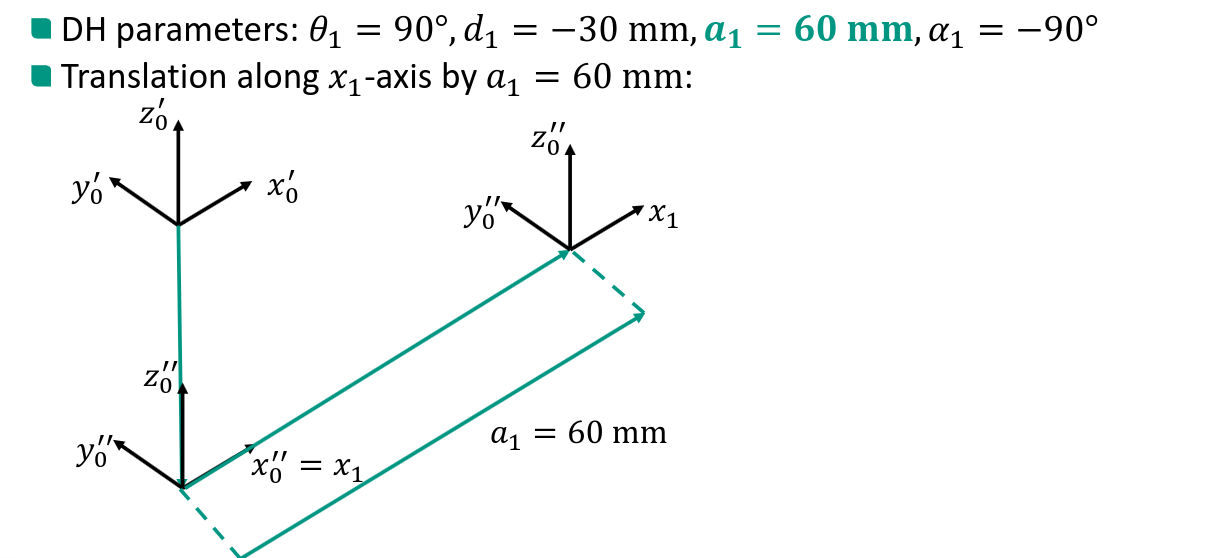 DH parameters: θ₁ = 90°, d₁ = −30 mm, a₁ = 60 mm, α₁ = −90°
Translation along x₁-axis by a₁ = 60 mm:
z₀′
z₀′′
y₀′
x₀′
y₀′′
x₁
z₀′′
a₁ = 60 mm
y₀′′
x₀′′ = x₁